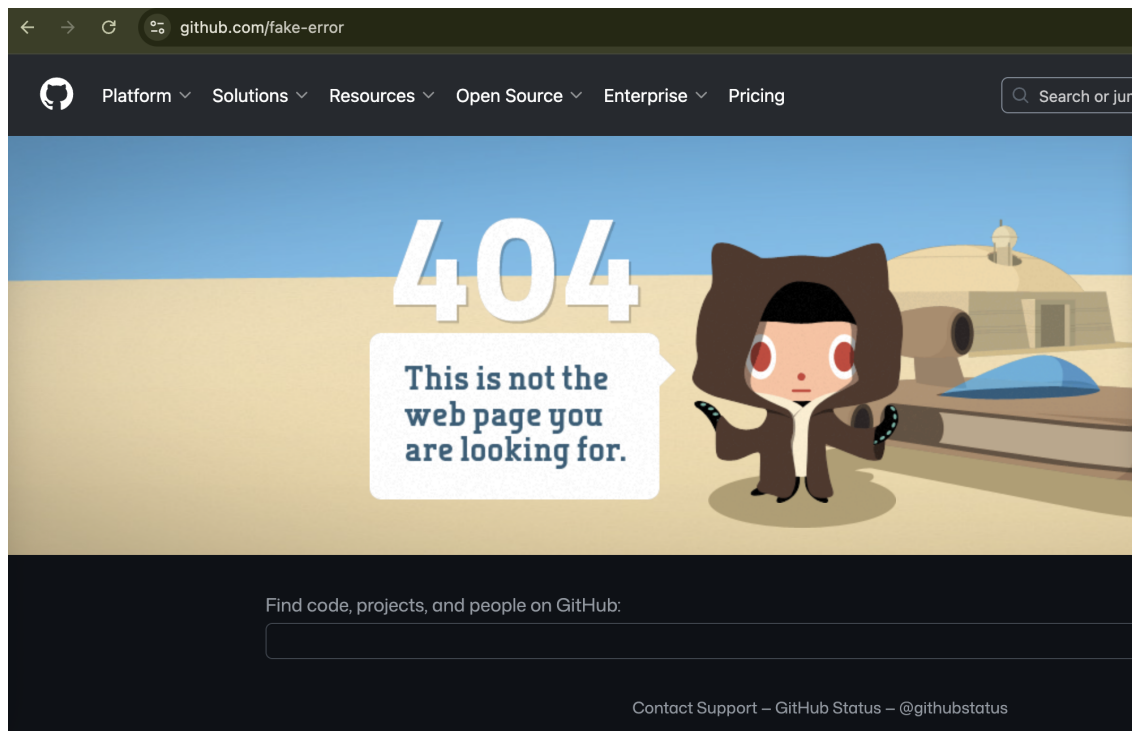 github.com/fake-error
Platform Solutions Resources Open Source Enterprise Pricing
Search or jur
404
This is not the
web page you
are looking for.
Find code, projects, and people on GitHub:
Contact Support — GitHub Status — @githubstatus